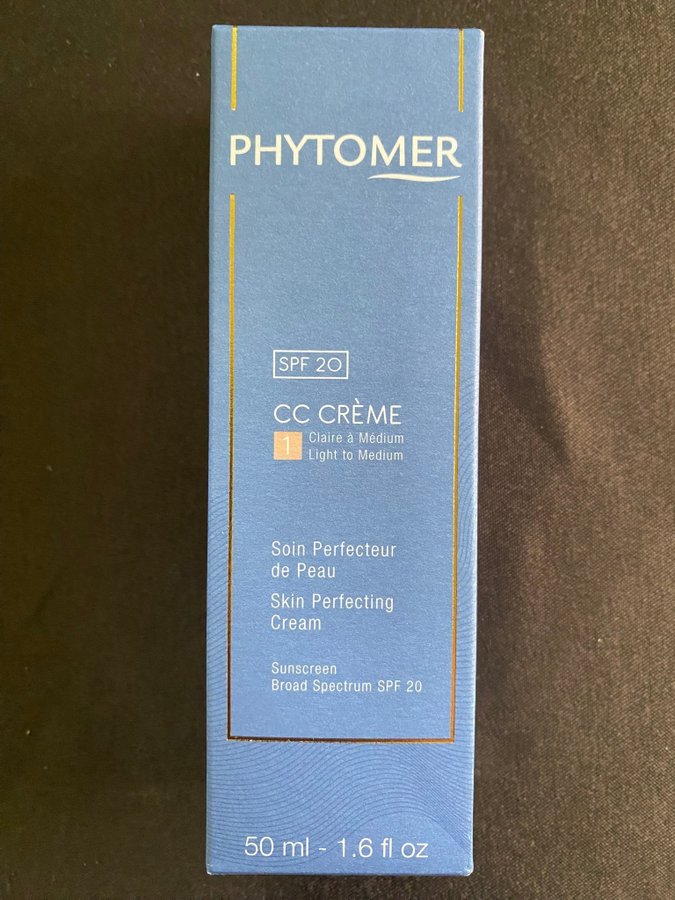 PHYTOMER
SPF 20
CC CRÈME
1
Claire à Médium
Light to Medium
Soin Perfecteur
de Peau
Skin Perfecting
Cream
Sunscreen
Broad Spectrum SPF 20
50 ml - 1.6 fl oz